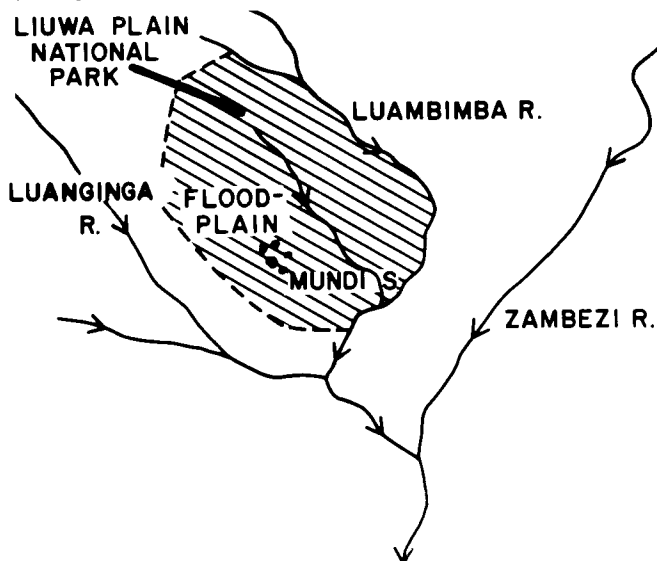 LIUWA PLAIN
NATIONAL
PARK
LUAMBIMBA R.
LUANGINGA
R.
FLOOD-
PLAIN
MUNDI S.
ZAMBEZI R.